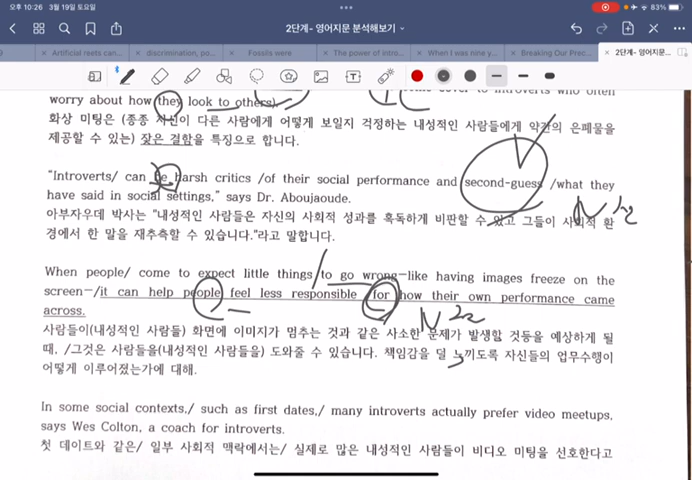 오후 10:26 3월 19일 토요일
83%
2단계- 영어지문 분석해보기
Artificial reets can...
discrimination, po...
Fossils were
The power of intro...
When I was nine y...
Breaking Our Prec...
2단계- 영어지문...
to introverts who often
worry about how they look to others).
화상 미팅은 (종종 자신이 다른 사람에게 어떻게 보일지 걱정하는 내성적인 사람들에게 약간의 은폐물을
제공할 수 있는) 잦은 결함을 특징으로 합니다.
"Introverts/ can be harsh critics /of their social performance and second-guess /what they
have said in social settings," says Dr. Aboujaoude.
아부자우데 박사는 "내성적인 사람들은 자신의 사회적 성과를 혹독하게 비판할 수 있고 그들이 사회적 환
경에서 한 말을 재추측할 수 있습니다."라고 말합니다.
When people/ come to expect little things/ to go wrong—like having images freeze on the
screen—/it can help people feel less responsible for how their own performance came
across.
사람들이(내성적인 사람들) 화면에 이미지가 멈추는 것과 같은 사소한 문제가 발생할 것등을 예상하게 될
때, /그것은 사람들을(내성적인 사람들을) 도와줄 수 있습니다. 책임감을 덜 느끼도록 자신들의 업무수행이
어떻게 이루어졌는가에 대해.
In some social contexts,/ such as first dates,/ many introverts actually prefer video meetups,
says Wes Colton, a coach for introverts.
첫 데이트와 같은/ 일부 사회적 맥락에서는/ 실제로 많은 내성적인 사람들이 비디오 미팅을 선호한다고